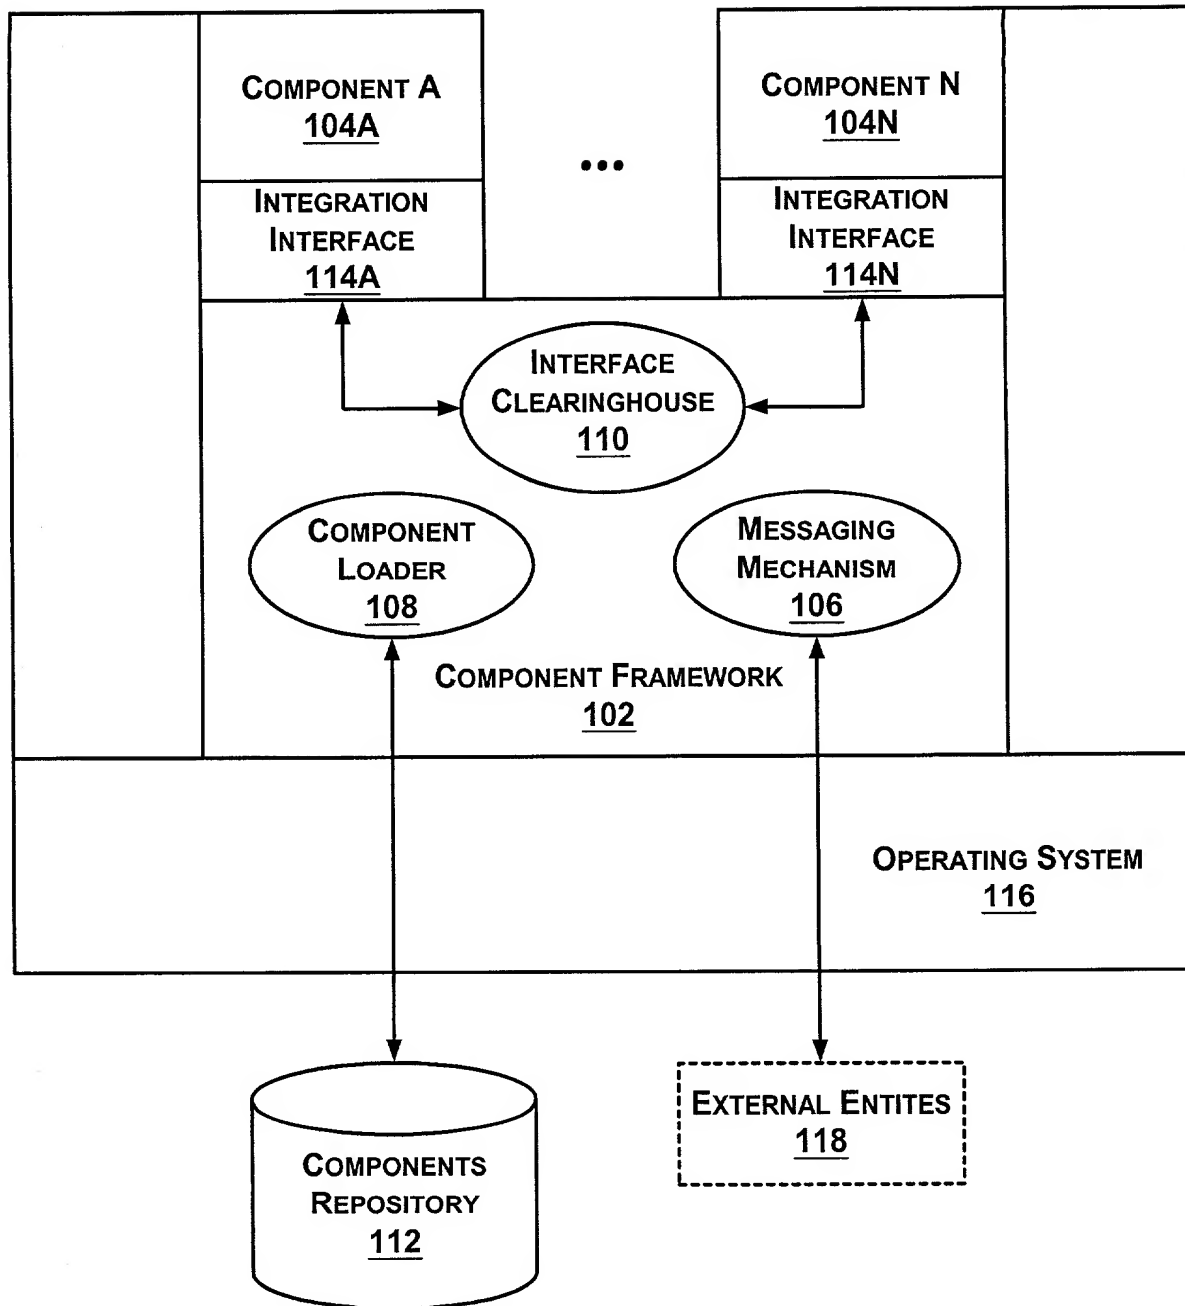 COMPONENT A
104A
INTEGRATION
INTERFACE
114A
...
COMPONENT N
104N
INTEGRATION
INTERFACE
114N
INTERFACE
CLEARINGHOUSE
110
COMPONENT
LOADER
108
MESSAGING
MECHANISM
106
COMPONENT FRAMEWORK
102
OPERATING SYSTEM
116
COMPONENTS
REPOSITORY
112
EXTERNAL ENTITES
118